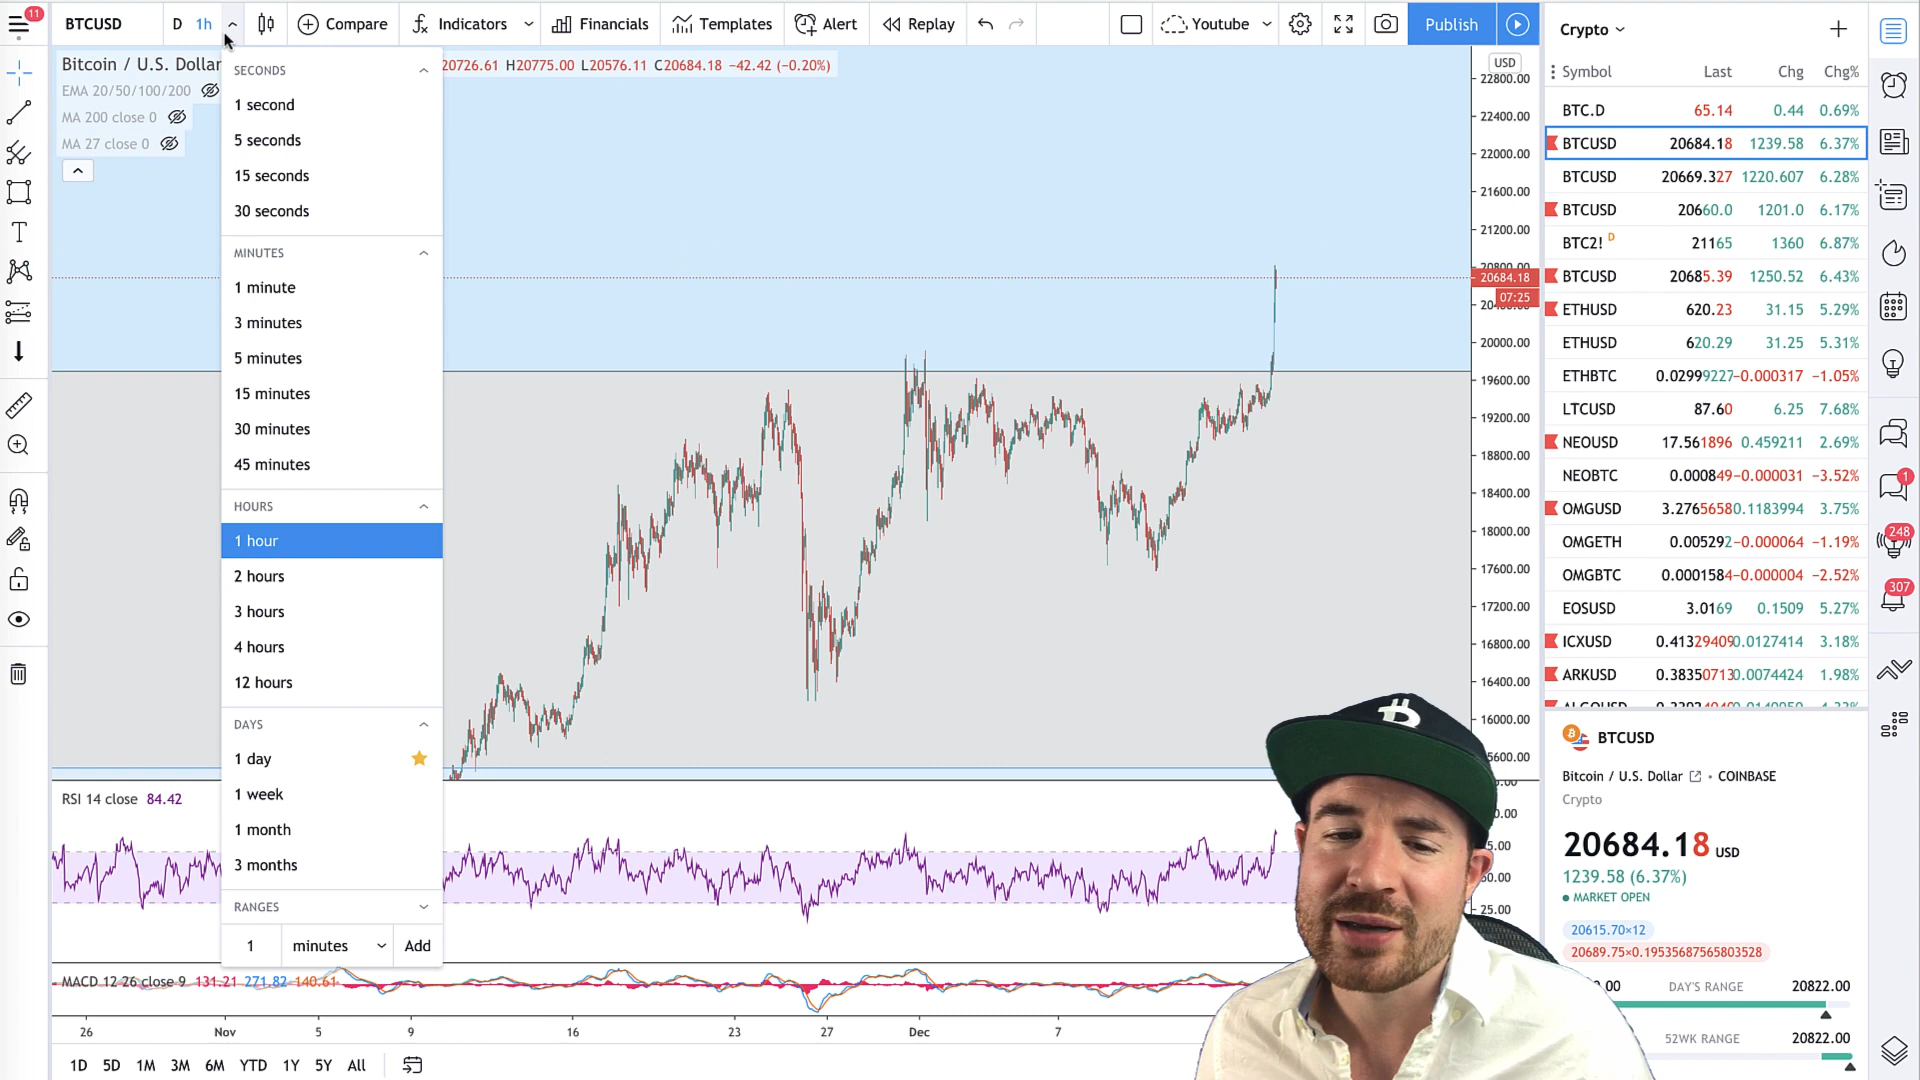 11
BTCUSD D 1h Compare Indicators Financials Templates Alert Replay Youtube Publish
Bitcoin / U.S. Dollar
20726.61 H20775.00 L20576.11 C20684.18 −42.42 (−0.20%)
EMA 20/50/100/200
MA 200 close 0
MA 27 close 0
SECONDS
1 second
5 seconds
15 seconds
30 seconds
MINUTES
1 minute
3 minutes
5 minutes
15 minutes
30 minutes
45 minutes
HOURS
1 hour
2 hours
3 hours
4 hours
12 hours
DAYS
1 day
1 week
1 month
3 months
RANGES
1 minutes Add
USD
22800.00
22400.00
22000.00
21600.00
21200.00
20800.00
20684.18
07:25
20000.00
19600.00
19200.00
18800.00
18400.00
18000.00
17600.00
17200.00
16800.00
16400.00
16000.00
RSI 14 close 84.42
25.00
MACD 12 26 close 9 131.21 271.82 140.61
26 Nov 5 9 16 23 27 Dec 7
1D 5D 1M 3M 6M YTD 1Y 5Y All
Crypto
Symbol Last Chg Chg%
BTC.D 65.14 0.44 0.69%
BTCUSD 20684.18 1239.58 6.37%
BTCUSD 20669.327 1220.607 6.28%
BTCUSD 20660.0 1201.0 6.17%
BTC2! D 21165 1360 6.87%
BTCUSD 20685.39 1250.52 6.43%
ETHUSD 620.23 31.15 5.29%
ETHUSD 620.29 31.25 5.31%
ETHBTC 0.02999227 −0.000317 −1.05%
LTCUSD 87.60 6.25 7.68%
NEOUSD 17.561896 0.459211 2.69%
NEOBTC 0.000849 −0.000031 −3.52%
OMGUSD 3.2765658 0.1183994 3.75%
OMGETH 0.005292 −0.000064 −1.19%
OMGBTC 0.0001584 −0.000004 −2.52%
EOSUSD 3.0169 0.1509 5.27%
ICXUSD 0.41329409 0.0127414 3.18%
ARKUSD 0.38350713 0.0074424 1.98%
BTCUSD
Bitcoin / U.S. Dollar • COINBASE
Crypto
20684.18 USD
1239.58 (6.37%)
MARKET OPEN
20615.70×12
20689.75×0.19535687565803528
DAY'S RANGE 20822.00
52WK RANGE 20822.00
1
248
307